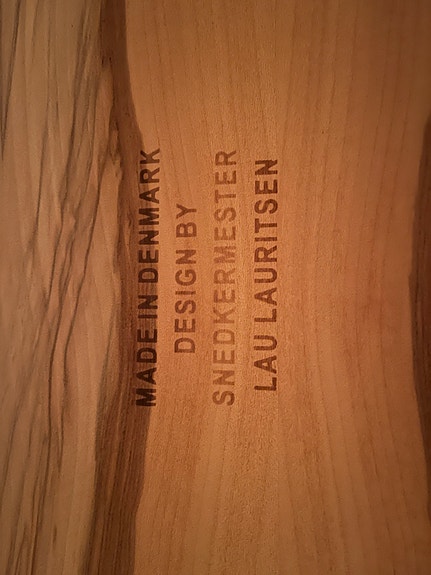 MADE IN DENMARK
DESIGN BY
SNEDKERMESTER
LAU LAURITSEN